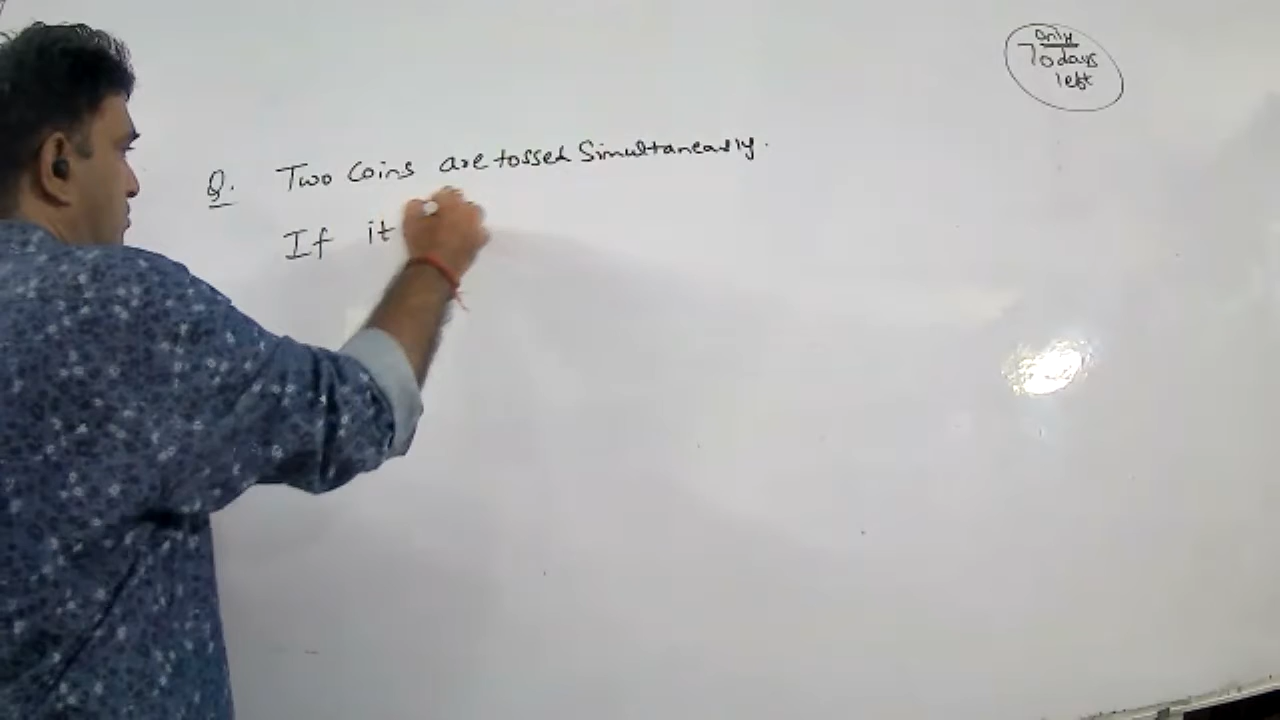 Only
70 days
left
Q. Two Coins are tossed Simultaneously.
If it